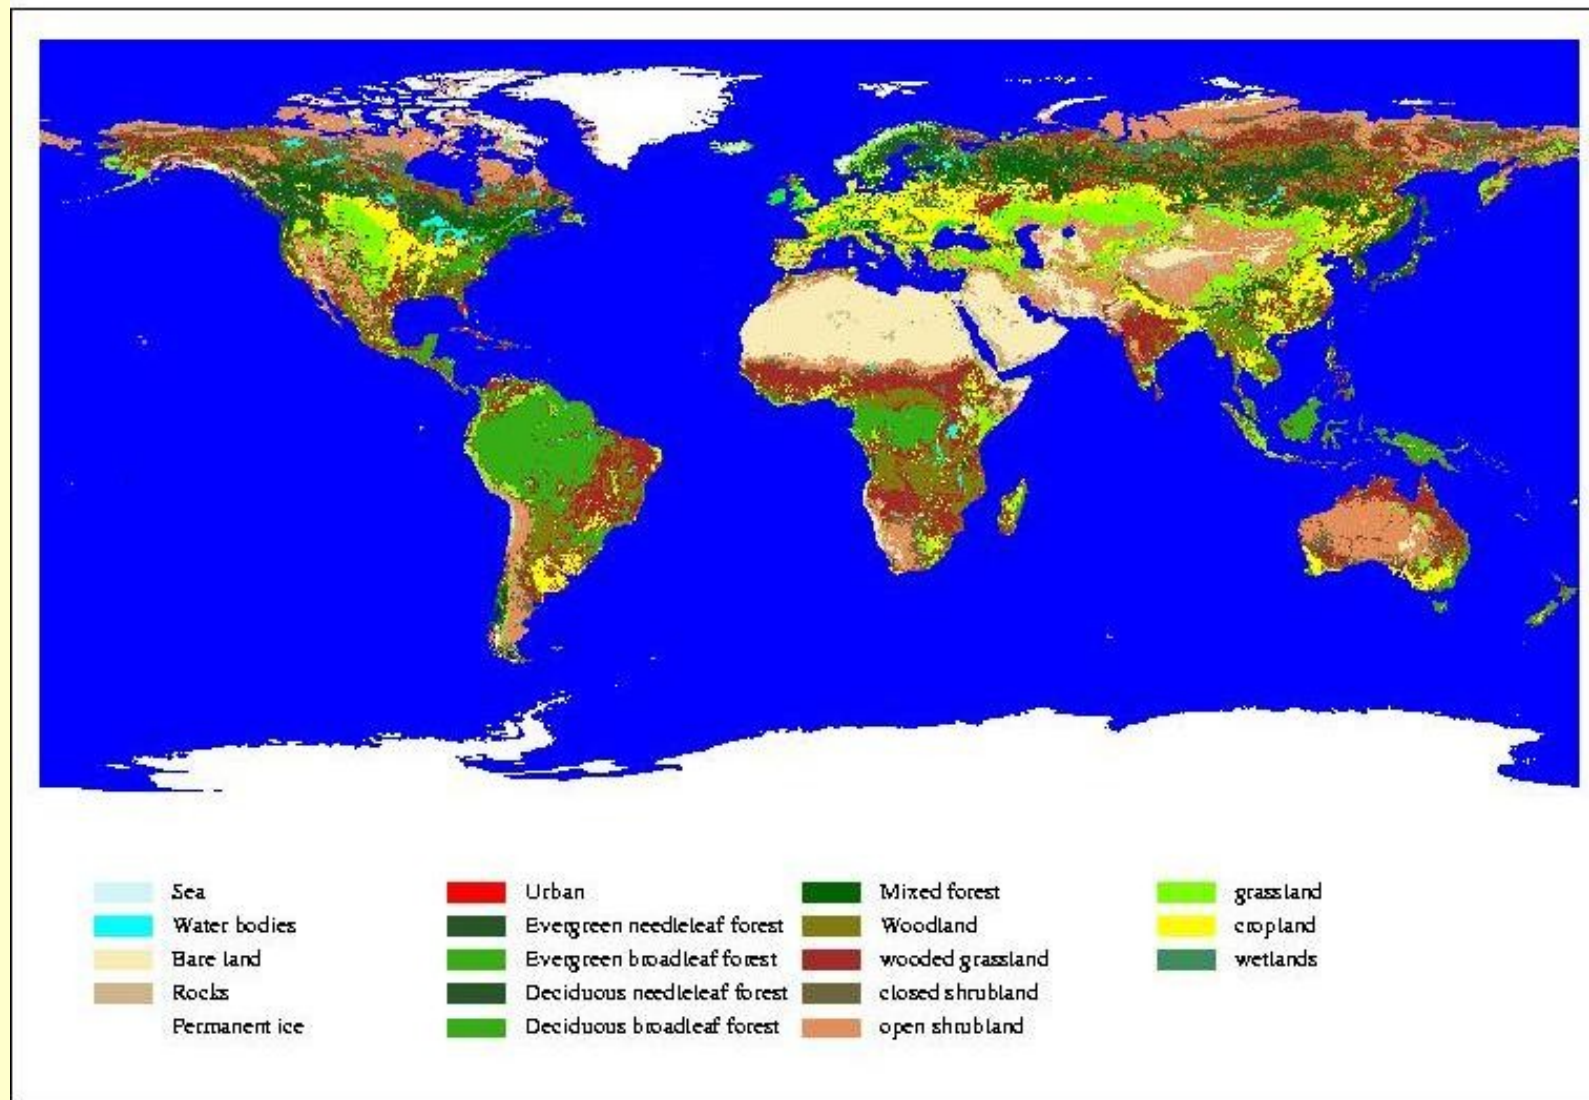 Sea
Water bodies
Bare land
Rocks
Permanent ice
Urban
Evergreen needleleaf forest
Evergreen broadleaf forest
Deciduous needleleaf forest
Deciduous broadleaf forest
Mixed forest
Woodland
wooded grassland
closed shrubland
open shrubland
grassland
cropland
wetlands